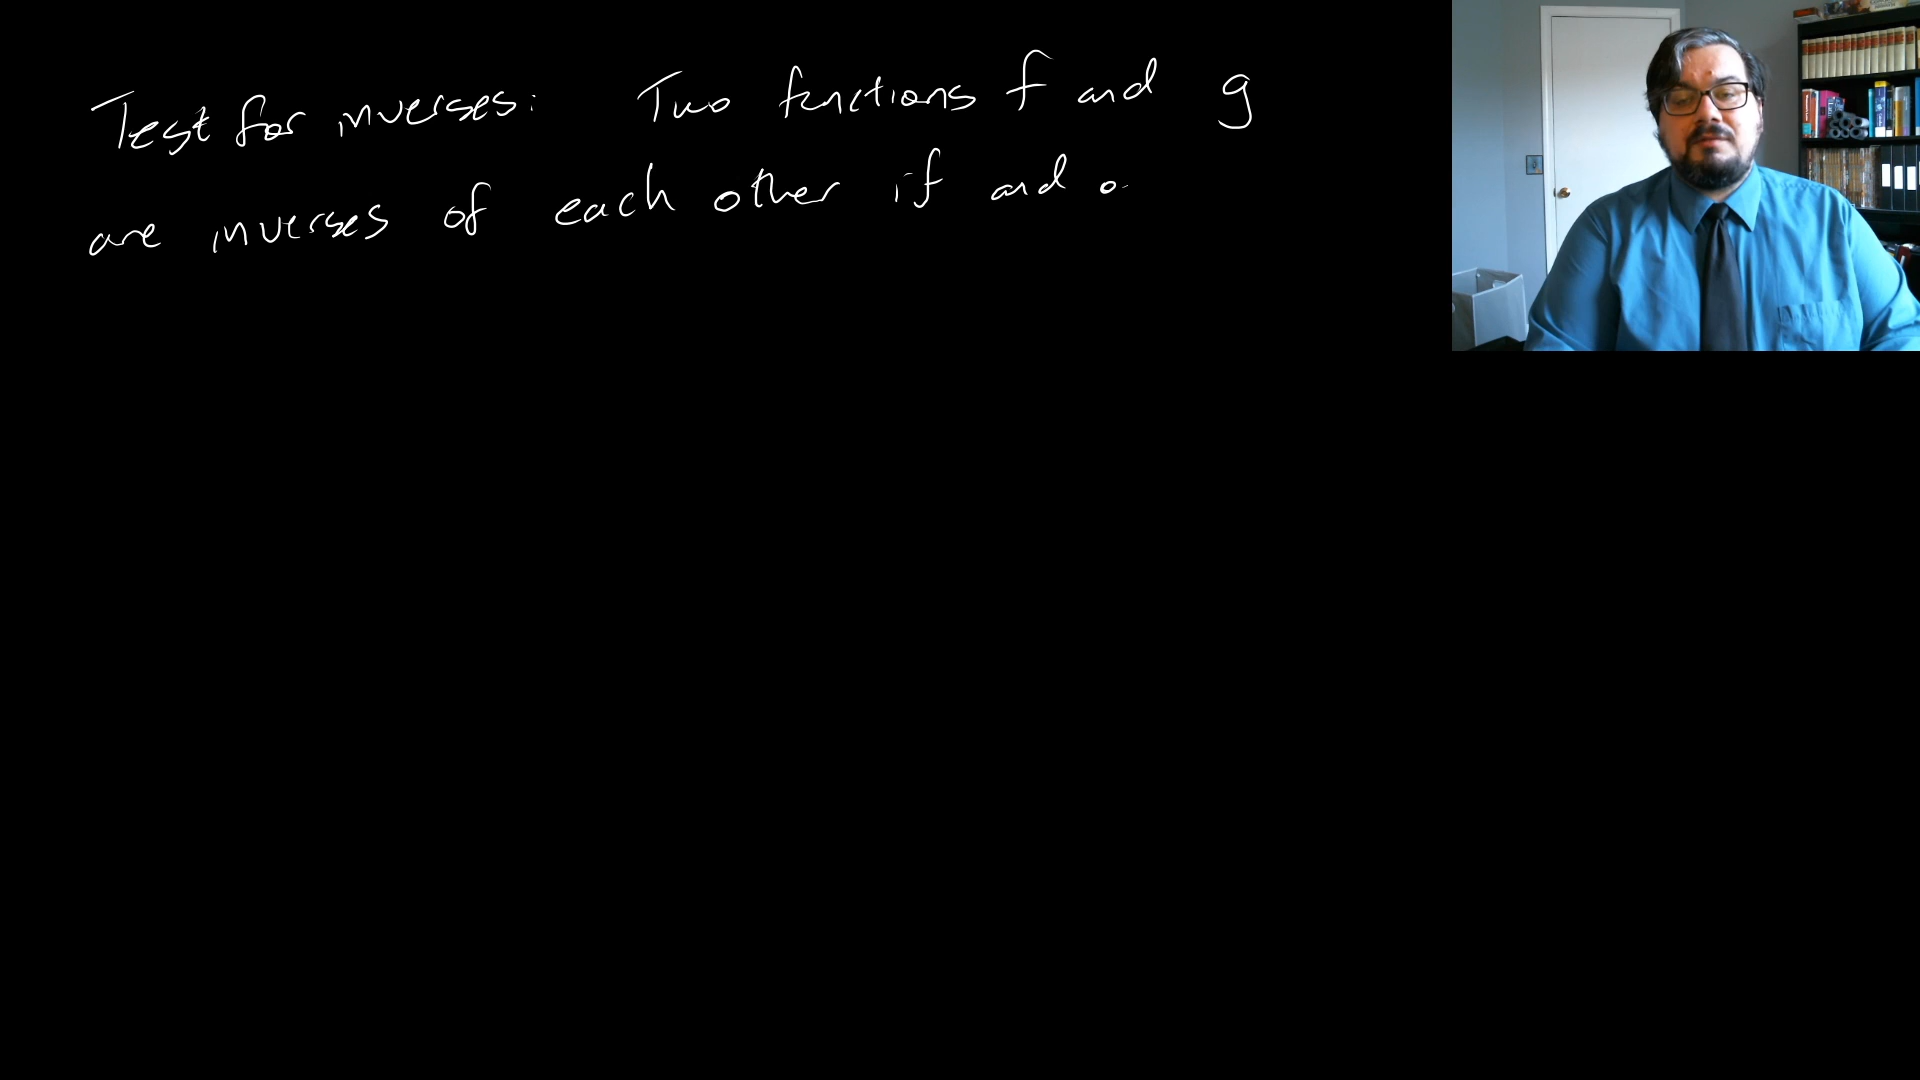 Test for inverses: Two functions f and g
are inverses of each other if and o